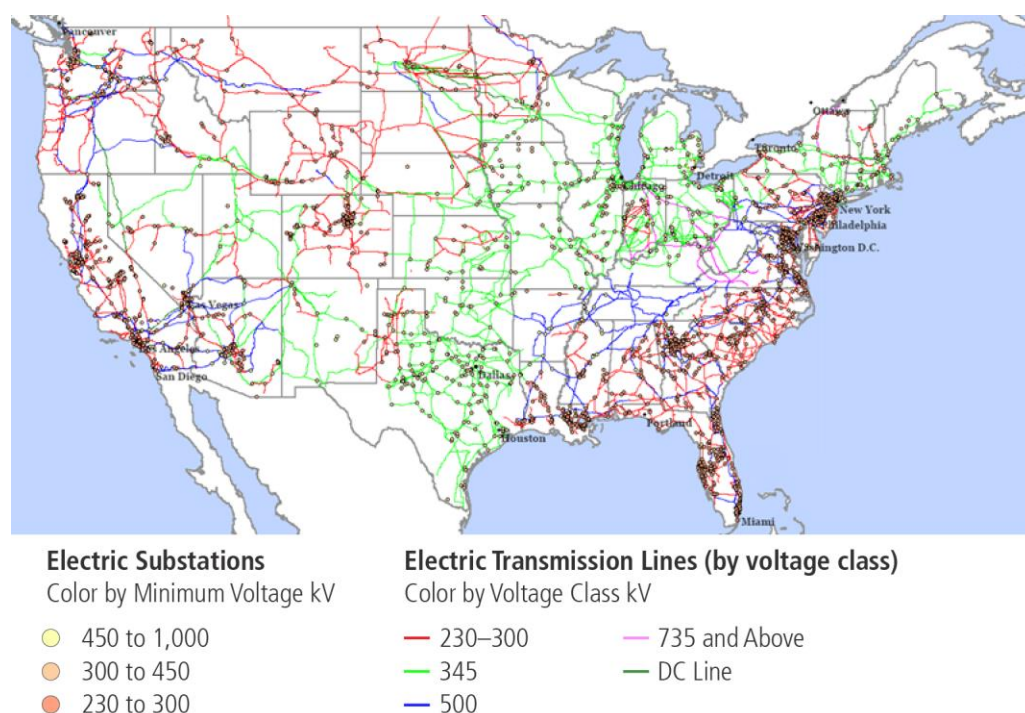 Vancouver
Ottawa
Toronto
Detroit
Chicago
New York
Philadelphia
Washington D.C.
Las Vegas
Los Angeles
San Diego
Dallas
Portland
Houston
Miami
Electric Substations
Color by Minimum Voltage kV
450 to 1,000
300 to 450
230 to 300
Electric Transmission Lines (by voltage class)
Color by Voltage Class kV
230–300
345
500
735 and Above
DC Line